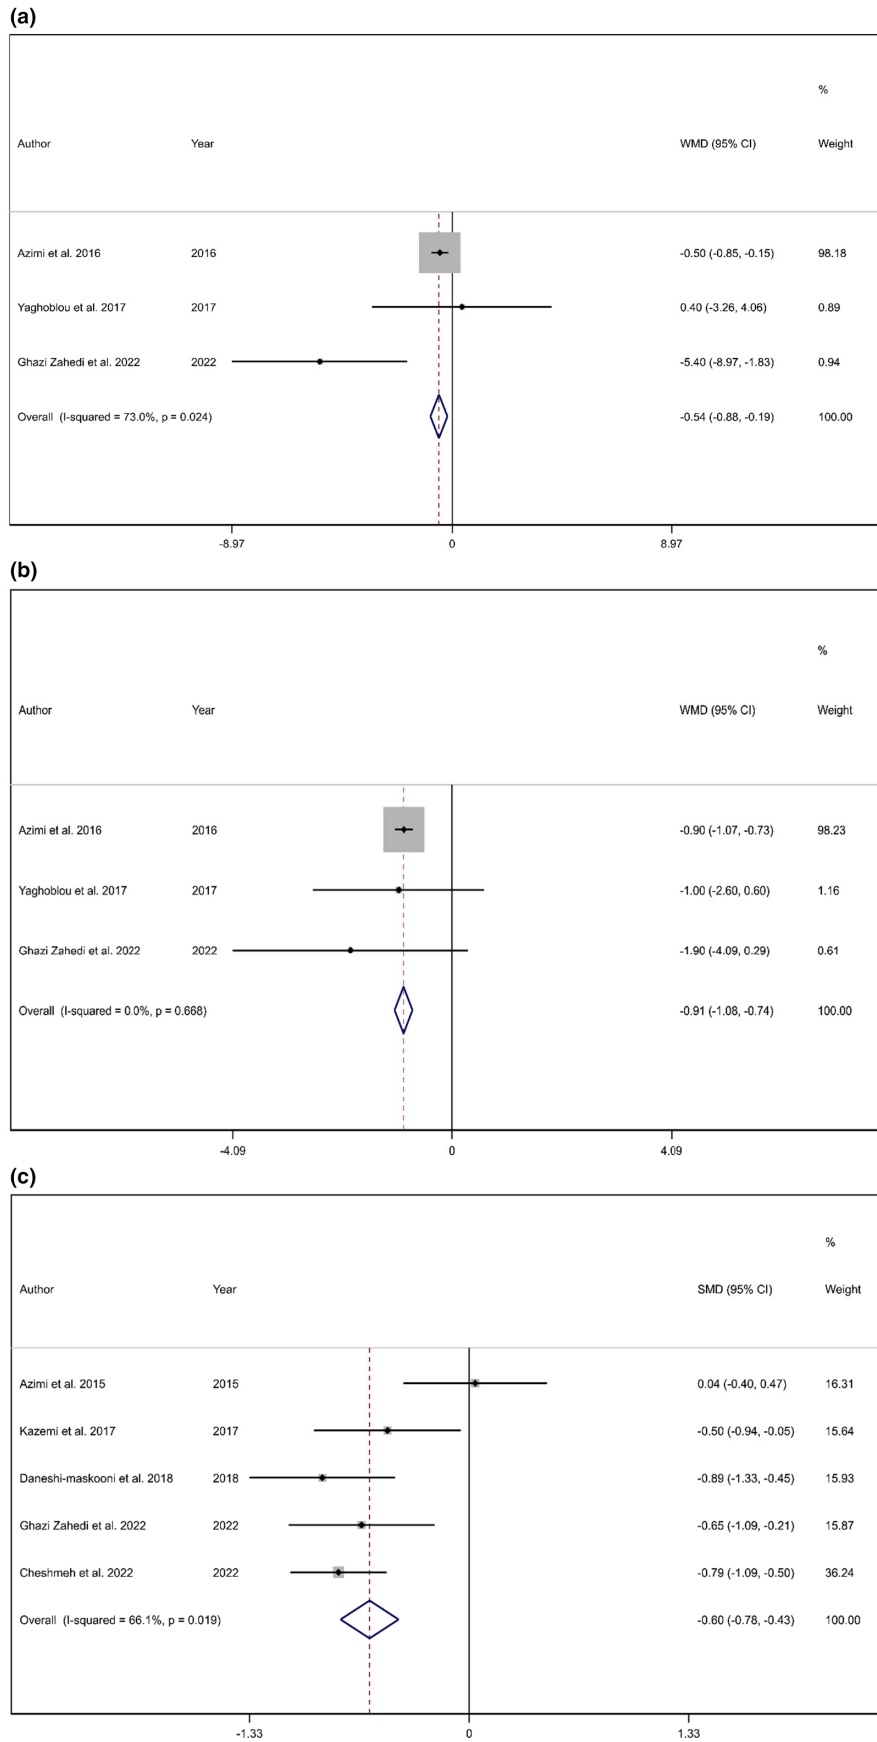 (a)
%
Author Year WMD (95% CI) Weight
Azimi et al. 2016 2016 -0.50 (-0.85, -0.15) 98.18
Yaghoblou et al. 2017 2017 0.40 (-3.26, 4.06) 0.89
Ghazi Zahedi et al. 2022 2022 -5.40 (-8.97, -1.83) 0.94
Overall (I-squared = 73.0%, p = 0.024) -0.54 (-0.88, -0.19) 100.00
-8.97 0 8.97
(b)
%
Author Year WMD (95% CI) Weight
Azimi et al. 2016 2016 -0.90 (-1.07, -0.73) 98.23
Yaghoblou et al. 2017 2017 -1.00 (-2.60, 0.60) 1.16
Ghazi Zahedi et al. 2022 2022 -1.90 (-4.09, 0.29) 0.61
Overall (I-squared = 0.0%, p = 0.668) -0.91 (-1.08, -0.74) 100.00
-4.09 0 4.09
(c)
%
Author Year SMD (95% CI) Weight
Azimi et al. 2015 2015 0.04 (-0.40, 0.47) 16.31
Kazemi et al. 2017 2017 -0.50 (-0.94, -0.05) 15.64
Daneshi-maskooni et al. 2018 2018 -0.89 (-1.33, -0.45) 15.93
Ghazi Zahedi et al. 2022 2022 -0.65 (-1.09, -0.21) 15.87
Cheshmeh et al. 2022 2022 -0.79 (-1.09, -0.50) 36.24
Overall (I-squared = 66.1%, p = 0.019) -0.60 (-0.78, -0.43) 100.00
-1.33 0 1.33